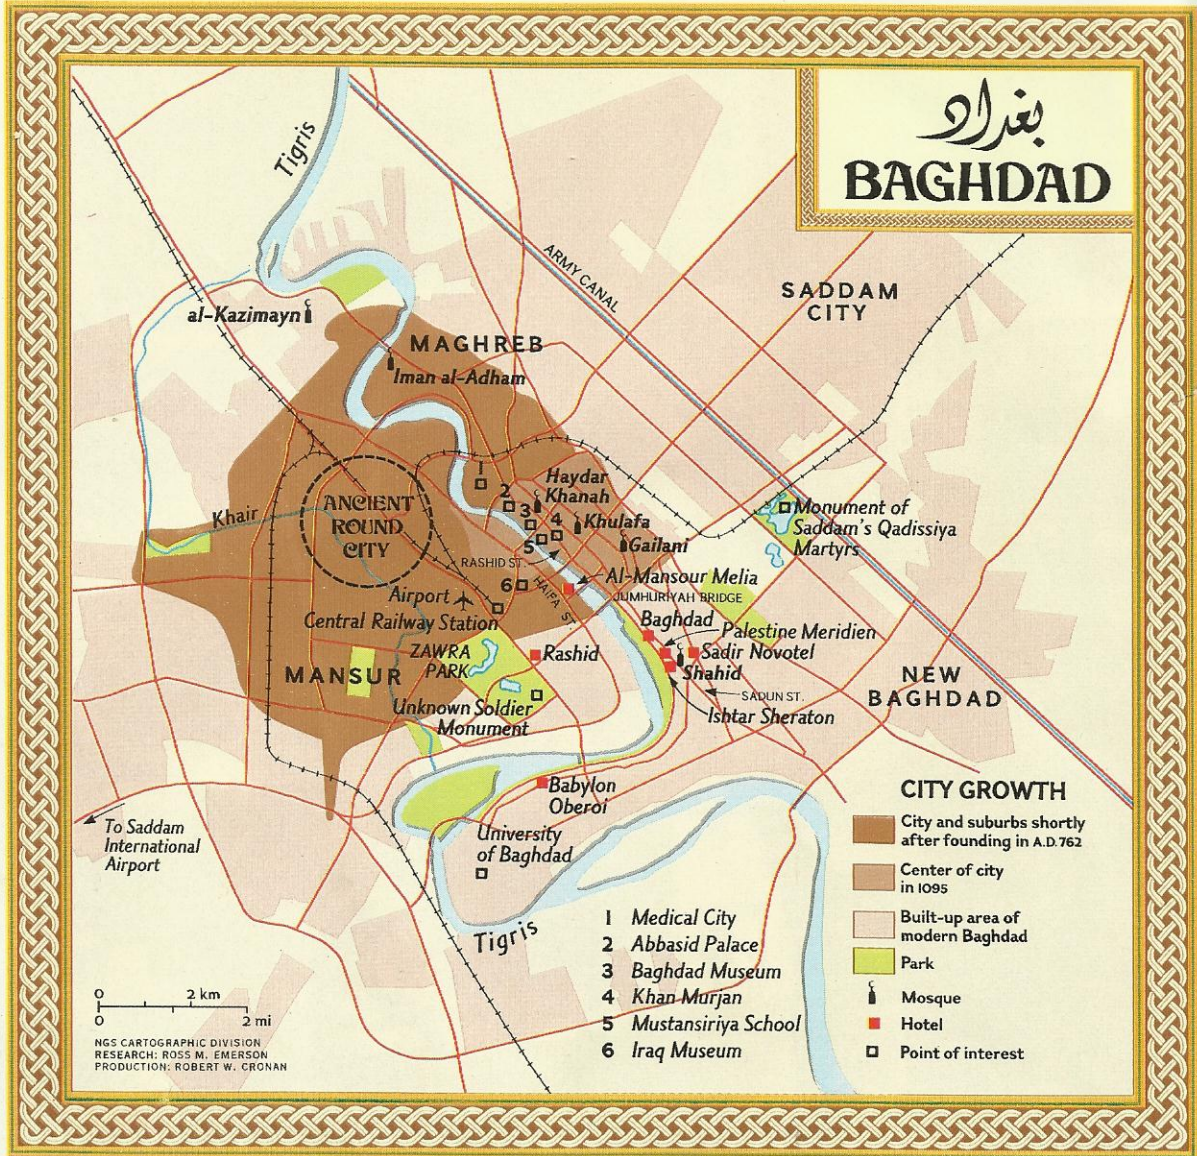 بغداد
BAGHDAD
Tigris
ARMY CANAL
SADDAM
CITY
al-Kazimayn
MAGHREB
Iman al-Adham
1
2
3
4
5
Haydar
Khanah
Khulafa
Gailani
ANCIENT
ROUND
CITY
Khair
Monument of
Saddam's Qadissiya
Martyrs
RASHID ST.
HAIFA ST.
6
Al-Mansour Melia
JUMHURIYAH BRIDGE
Airport
Central Railway Station
Baghdad
Palestine Meridien
Sadir Novotel
Shahid
ZAWRA
PARK
Rashid
MANSUR
SADUN ST.
Ishtar Sheraton
NEW
BAGHDAD
Unknown Soldier
Monument
Babylon
Oberoi
University
of Baghdad
To Saddam
International
Airport
Tigris
CITY GROWTH
City and suburbs shortly
after founding in A.D. 762
Center of city
in 1095
Built-up area of
modern Baghdad
Park
Mosque
Hotel
Point of interest
1 Medical City
2 Abbasid Palace
3 Baghdad Museum
4 Khan Murjan
5 Mustansiriya School
6 Iraq Museum
0 2 km
0 2 mi
NGS CARTOGRAPHIC DIVISION
RESEARCH: ROSS M. EMERSON
PRODUCTION: ROBERT W. CRONAN